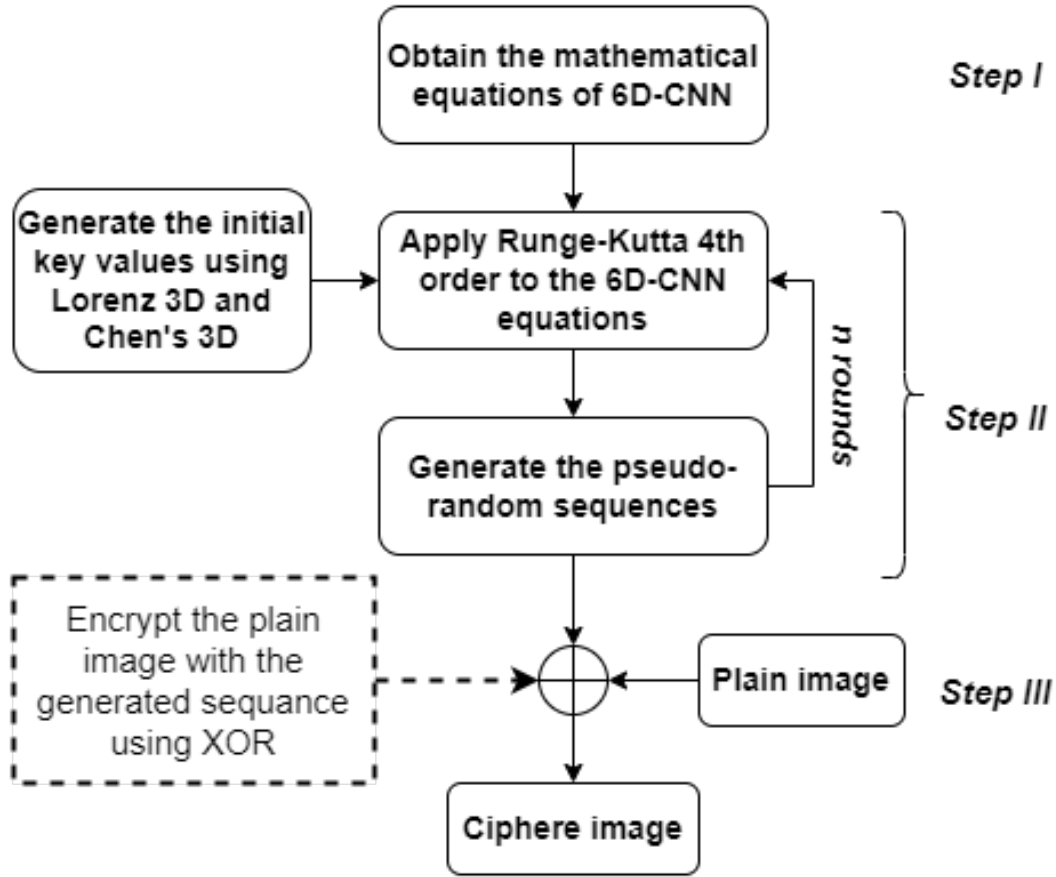 Obtain the mathematical
equations of 6D-CNN
Step I
Generate the initial
key values using
Lorenz 3D and
Chen's 3D
Apply Runge-Kutta 4th
order to the 6D-CNN
equations
n rounds
Step II
Generate the pseudo-
random sequences
Encrypt the plain
image with the
generated sequance
using XOR
Plain image
Step III
Ciphere image